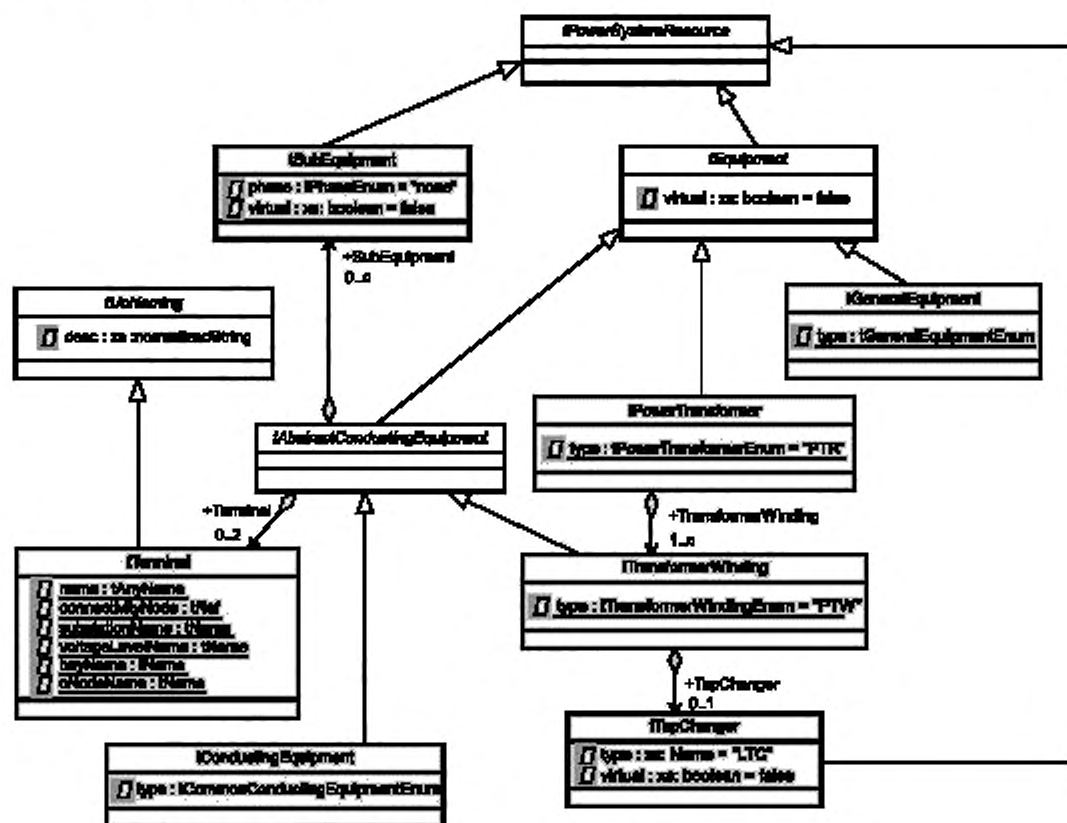 tPowerSystemResource
tSubEquipment
phase : tPhaseEnum = "none"
virtual : xs: boolean = false
tEquipment
virtual : xs: boolean = false
+SubEquipment
0..n
tUnNaming
desc : xs :normalizedString
tGeneralEquipment
type : tGeneralEquipmentEnum
tPowerTransformer
type : tPowerTransformerEnum = "PTR"
tAbstractConductingEquipment
+Terminal
0..2
+TransformerWinding
1..n
tTerminal
name : tAnyName
connectivityNode : tRef
substationName : tName
voltageLevelName : tName
bayName : tName
cNodeName : tName
tTransformerWinding
type : tTransformerWindingEnum = "PTW"
+TapChanger
0..1
tTapChanger
type : xs: Name = "LTC"
virtual : xs: boolean = false
tConductingEquipment
type : tCommonConductingEquipmentEnum